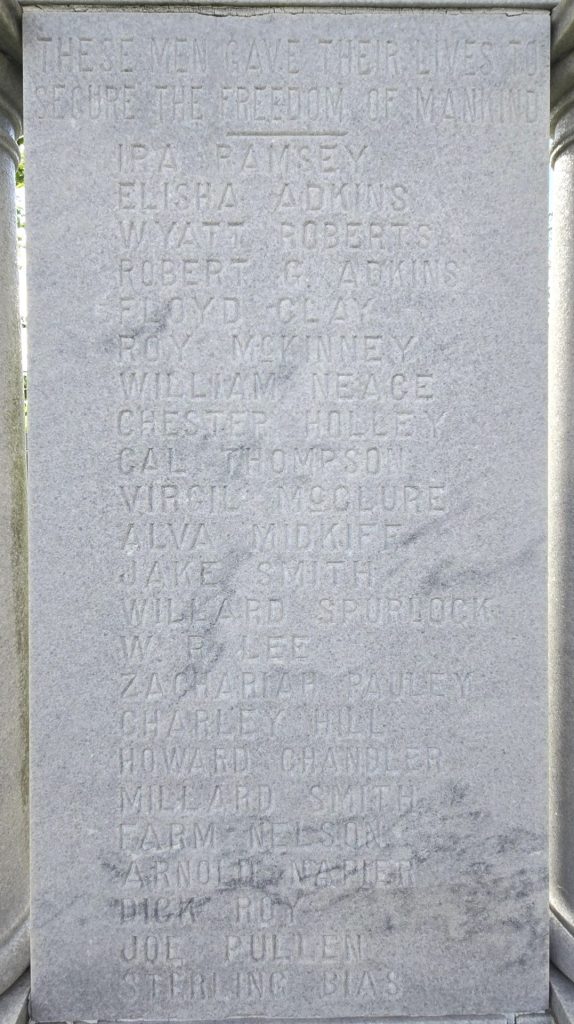 THESE MEN GAVE THEIR LIVES TO
SECURE THE FREEDOM OF MANKIND
IRA RAMSEY
ELISHA ADKINS
WYATT ROBERTS
ROBERT G. ADKINS
FLOYD CLAY
ROY McKINNEY
WILLIAM NEACE
CHESTER HOLLEY
CAL THOMPSON
VIRGIL McCLURE
ALVA MIDKIFF
JAKE SMITH
WILLARD SPURLOCK
W. R. LEE
ZACHARIAH PAULEY
CHARLEY HILL
HOWARD CHANDLER
MILLARD SMITH
FARM NELSON
ARNOLD NAPIER
DICK ROY
JOE PULLEN
STERLING BIAS